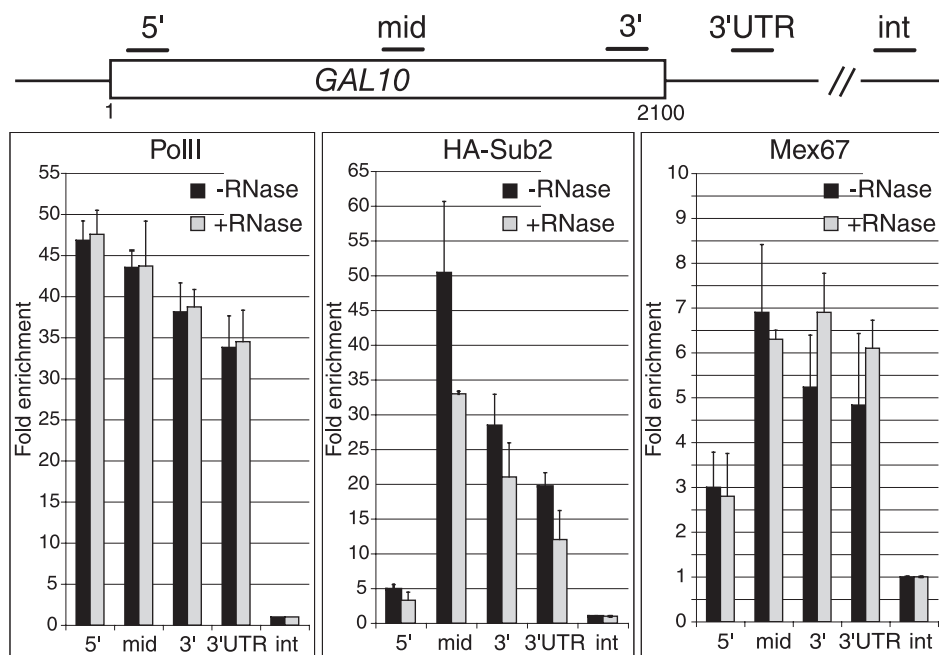 5' mid 3' 3'UTR int
GAL10
1 2100
PolII
-RNase
+RNase
Fold enrichment
55
50
45
40
35
30
25
20
15
10
5
0
5' mid 3' 3'UTR int
HA-Sub2
-RNase
+RNase
Fold enrichment
65
60
55
50
45
40
35
30
25
20
15
10
5
0
5' mid 3' 3'UTR int
Mex67
-RNase
+RNase
Fold enrichment
10
9
8
7
6
5
4
3
2
1
0
5' mid 3' 3'UTR int